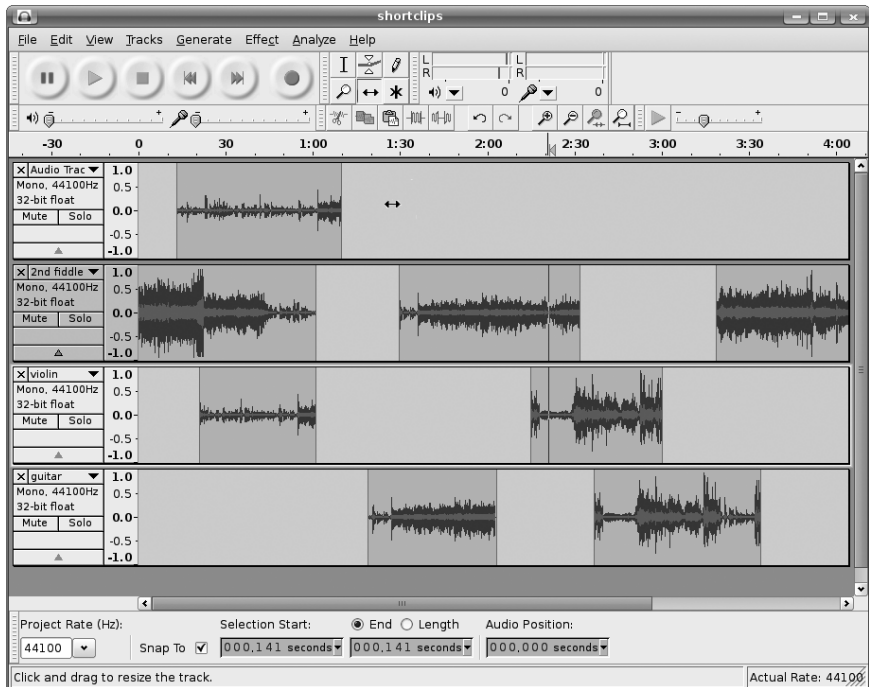 shortclips
File Edit View Tracks Generate Effect Analyze Help
L
R
L
R
0
0
-30 0 30 1:00 1:30 2:00 2:30 3:00 3:30 4:00
Audio Trac
Mono, 44100Hz
32-bit float
Mute Solo
1.0
0.5
0.0
-0.5
-1.0
2nd fiddle
Mono, 44100Hz
32-bit float
Mute Solo
1.0
0.5
0.0
-0.5
-1.0
violin
Mono, 44100Hz
32-bit float
Mute Solo
1.0
0.5
0.0
-0.5
-1.0
guitar
Mono, 44100Hz
32-bit float
Mute Solo
1.0
0.5
0.0
-0.5
-1.0
Project Rate (Hz): Selection Start: End Length Audio Position:
44100 Snap To 000,141 seconds 000,141 seconds 000,000 seconds
Click and drag to resize the track. Actual Rate: 44100